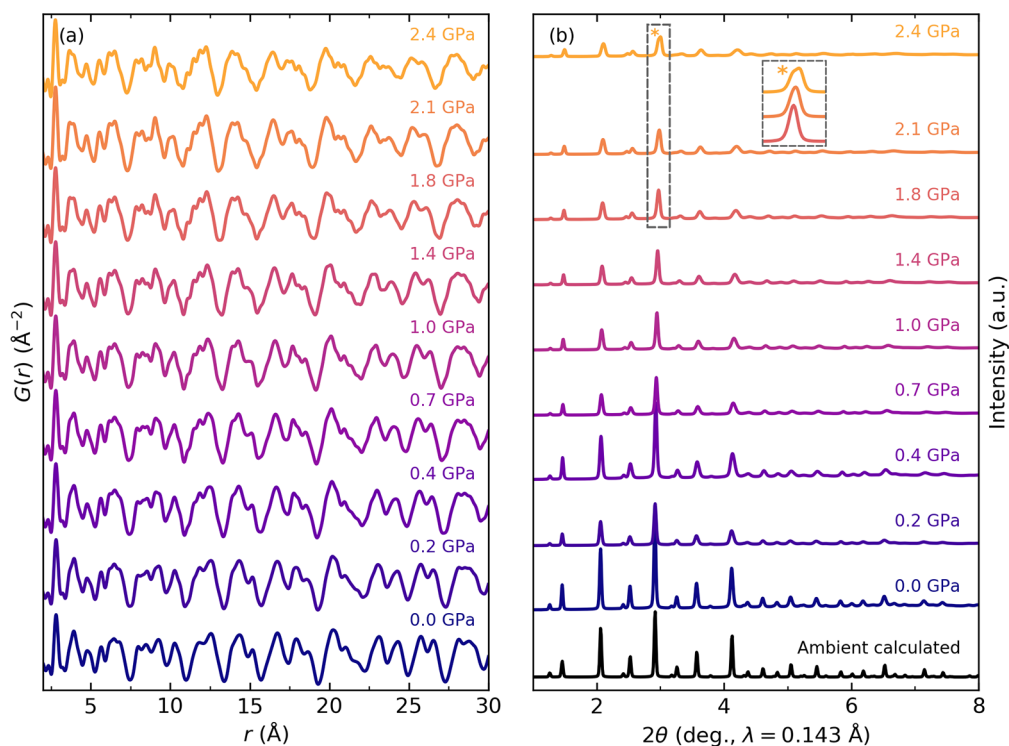 (a)
2.4 GPa
2.1 GPa
1.8 GPa
1.4 GPa
1.0 GPa
0.7 GPa
0.4 GPa
0.2 GPa
0.0 GPa
G(r) (Å⁻²)
5 10 15 20 25 30
r (Å)
(b)
*
2.4 GPa
*
2.1 GPa
1.8 GPa
1.4 GPa
1.0 GPa
0.7 GPa
0.4 GPa
0.2 GPa
0.0 GPa
Ambient calculated
Intensity (a.u.)
2 4 6 8
2θ (deg., λ = 0.143 Å)